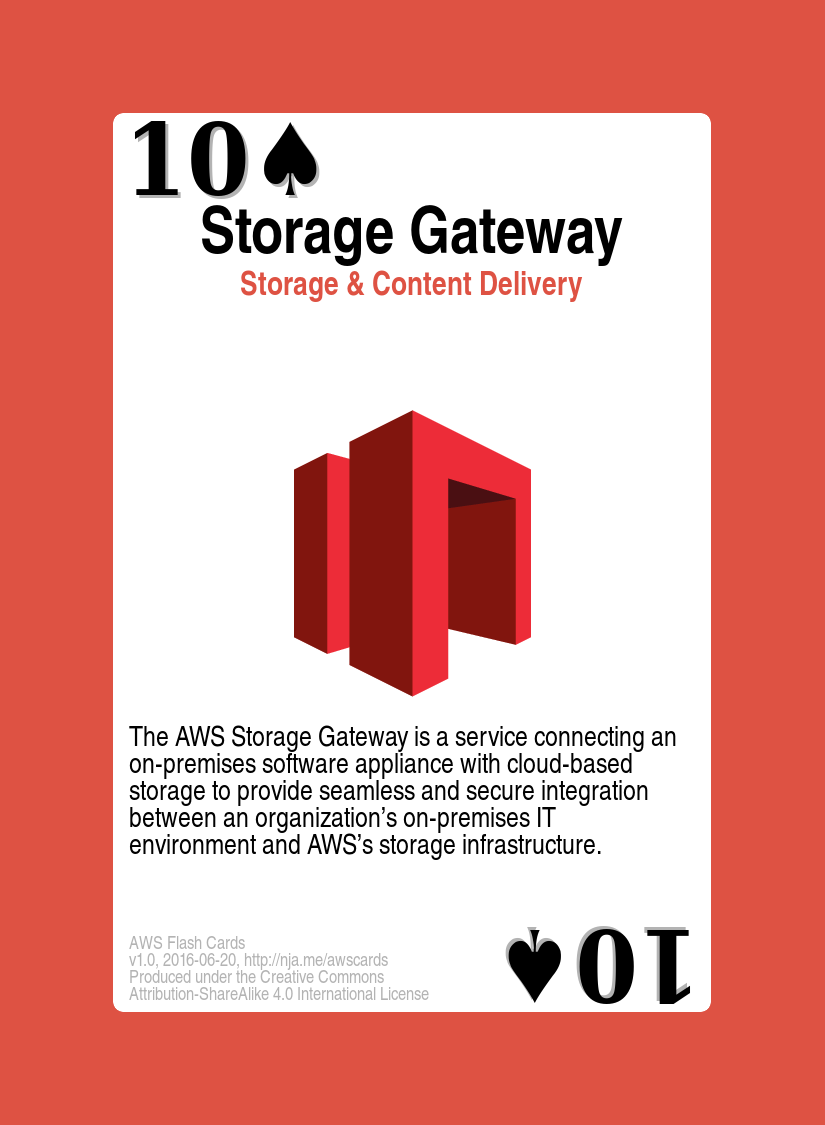 10♠
Storage Gateway
Storage & Content Delivery
The AWS Storage Gateway is a service connecting an
on-premises software appliance with cloud-based
storage to provide seamless and secure integration
between an organization’s on-premises IT
environment and AWS’s storage infrastructure.
AWS Flash Cards
v1.0, 2016-06-20, http://nja.me/awscards
Produced under the Creative Commons
Attribution-ShareAlike 4.0 International License
10♠